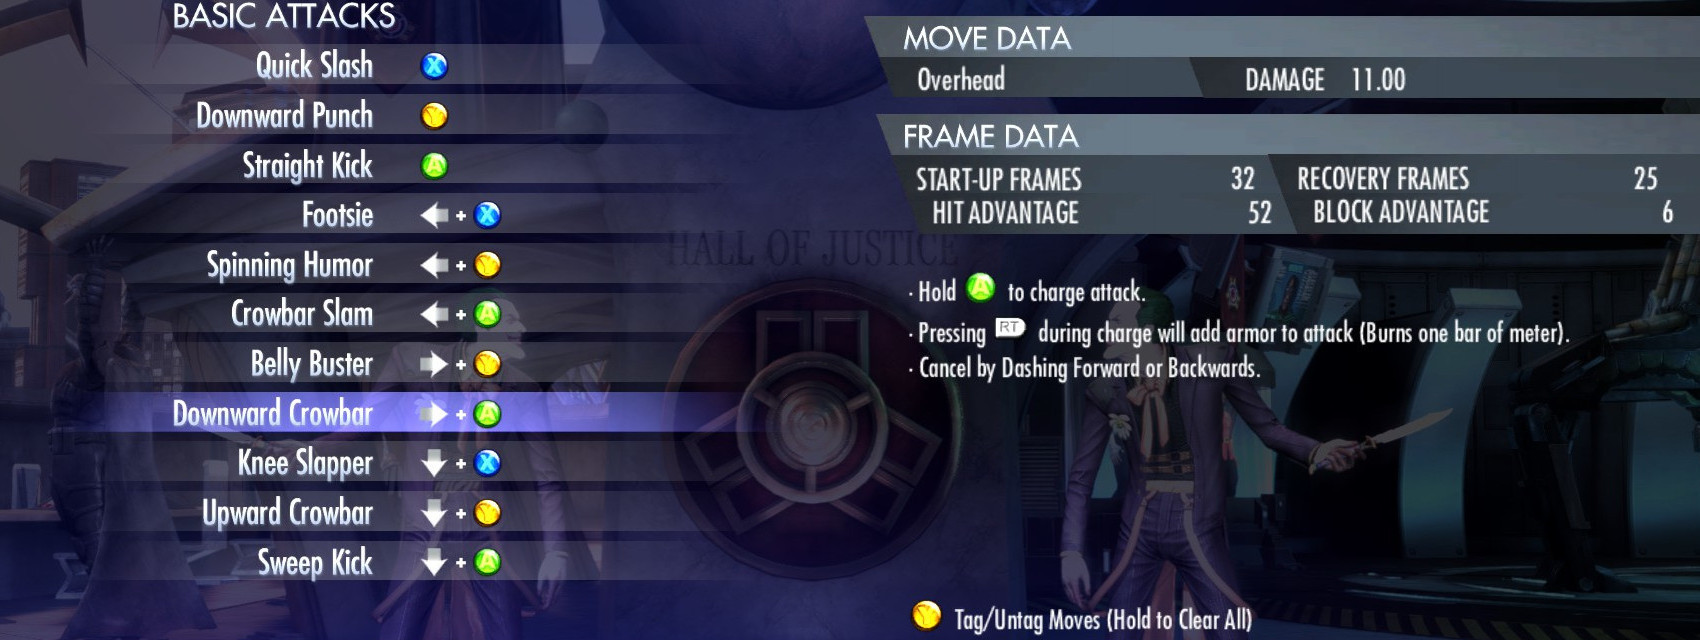 BASIC ATTACKS
Quick Slash X
Downward Punch Y
Straight Kick A
Footsie ← + X
Spinning Humor ← + Y
Crowbar Slam ← + A
Belly Buster → + Y
Downward Crowbar → + A
Knee Slapper ↓ + X
Upward Crowbar ↓ + Y
Sweep Kick ↓ + A
HALL OF JUSTICE
MOVE DATA
Overhead DAMAGE 11.00
FRAME DATA
START-UP FRAMES 32 RECOVERY FRAMES 25
HIT ADVANTAGE 52 BLOCK ADVANTAGE 6
· Hold A to charge attack.
· Pressing RT during charge will add armor to attack (Burns one bar of meter).
· Cancel by Dashing Forward or Backwards.
Y Tag/Untag Moves (Hold to Clear All)